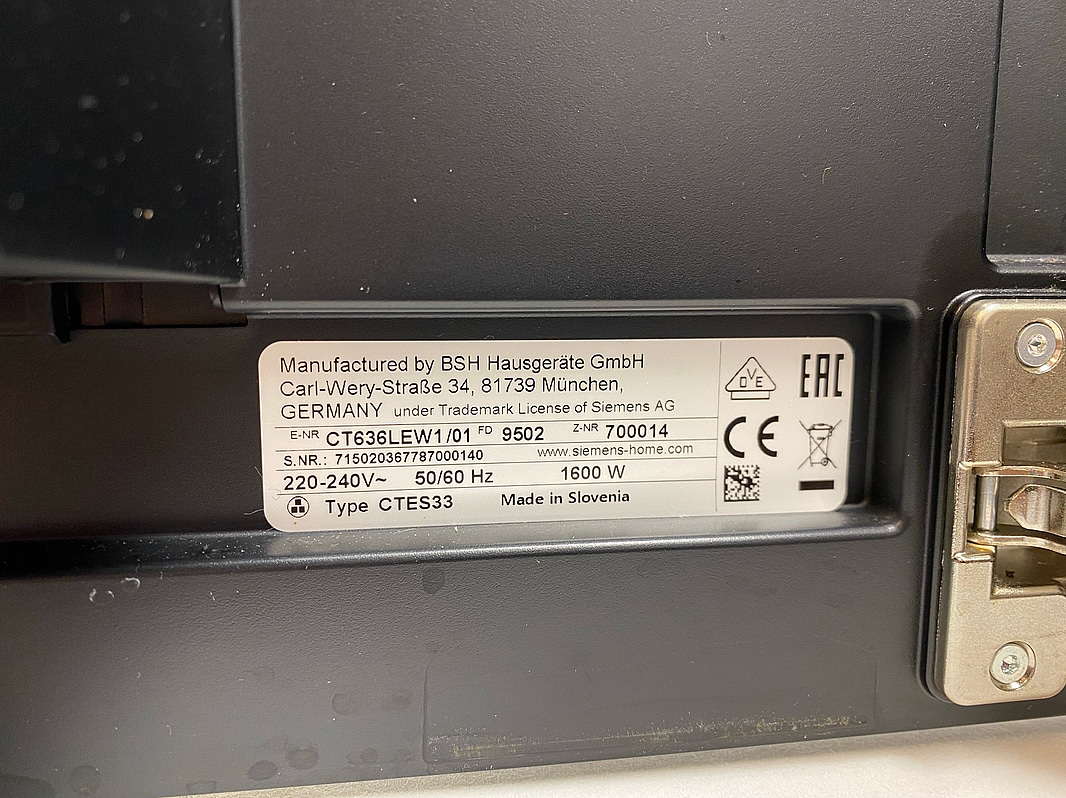 Manufactured by BSH Hausgeräte GmbH
Carl-Wery-Straße 34, 81739 München,
GERMANY under Trademark License of Siemens AG
E-NR CT636LEW1/01 FD 9502 Z-NR 700014
S.NR.: 715020367787000140 www.siemens-home.com
220-240V~ 50/60 Hz 1600 W
Type CTES33 Made in Slovenia
DVE
EAC
CE